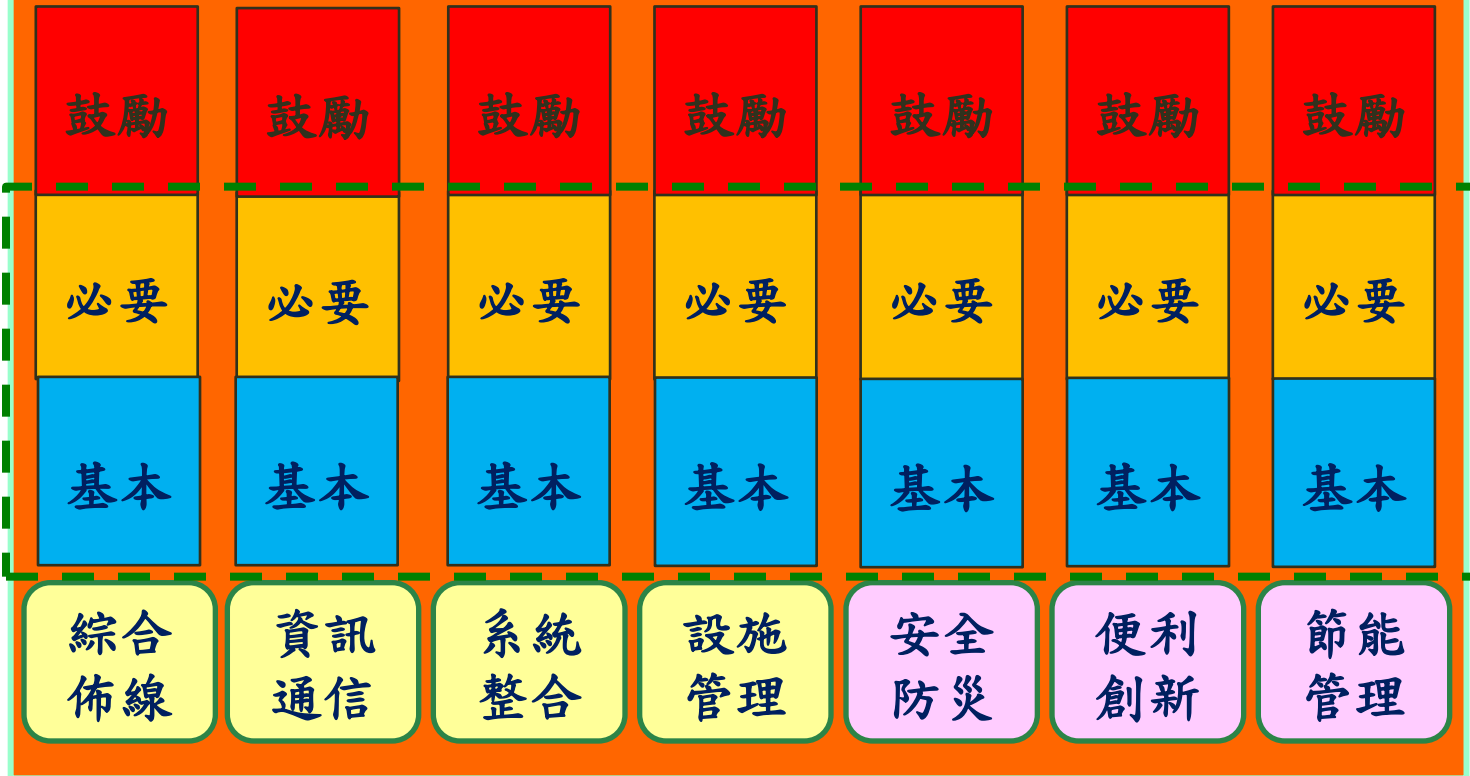 鼓勵 鼓勵 鼓勵 鼓勵 鼓勵 鼓勵 鼓勵
必要 必要 必要 必要 必要 必要 必要
基本 基本 基本 基本 基本 基本 基本
綜合 資訊 系統 設施 安全 便利 節能
佈線 通信 整合 管理 防災 創新 管理